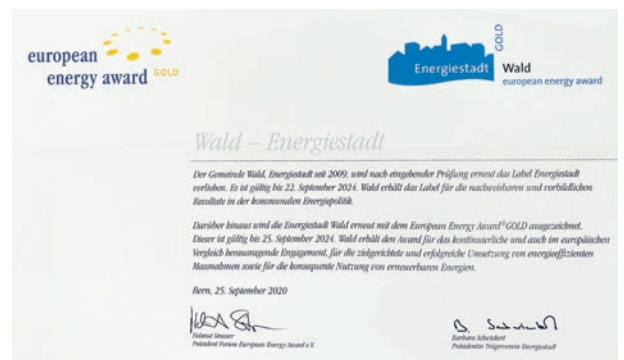 european
energy award GOLD
Energiestadt
GOLD
Wald
european energy award
Wald – Energiestadt
Der Gemeinde Wald, Energiestadt seit 2009, wird nach eingehender Prüfung erneut das Label Energiestadt
verliehen. Es ist gültig bis 22. September 2024. Wald erhält das Label für die nachweisbaren und vorbildlichen
Resultate in der kommunalen Energiepolitik.
Darüber hinaus wird die Energiestadt Wald erneut mit dem European Energy Award®GOLD ausgezeichnet.
Dieser ist gültig bis 25. September 2024. Wald erhält den Award für das kontinuierliche und auch im europäischen
Vergleich herausragende Engagement, für die zielgerichtete und erfolgreiche Umsetzung von energieeffizienten
Massnahmen sowie für die konsequente Nutzung von erneuerbaren Energien.
Bern, 25. September 2020
Helmut Strasser
Präsident Forum European Energy Award e.V.
Barbara Schwickert
Präsidentin Trägerverein Energiestadt